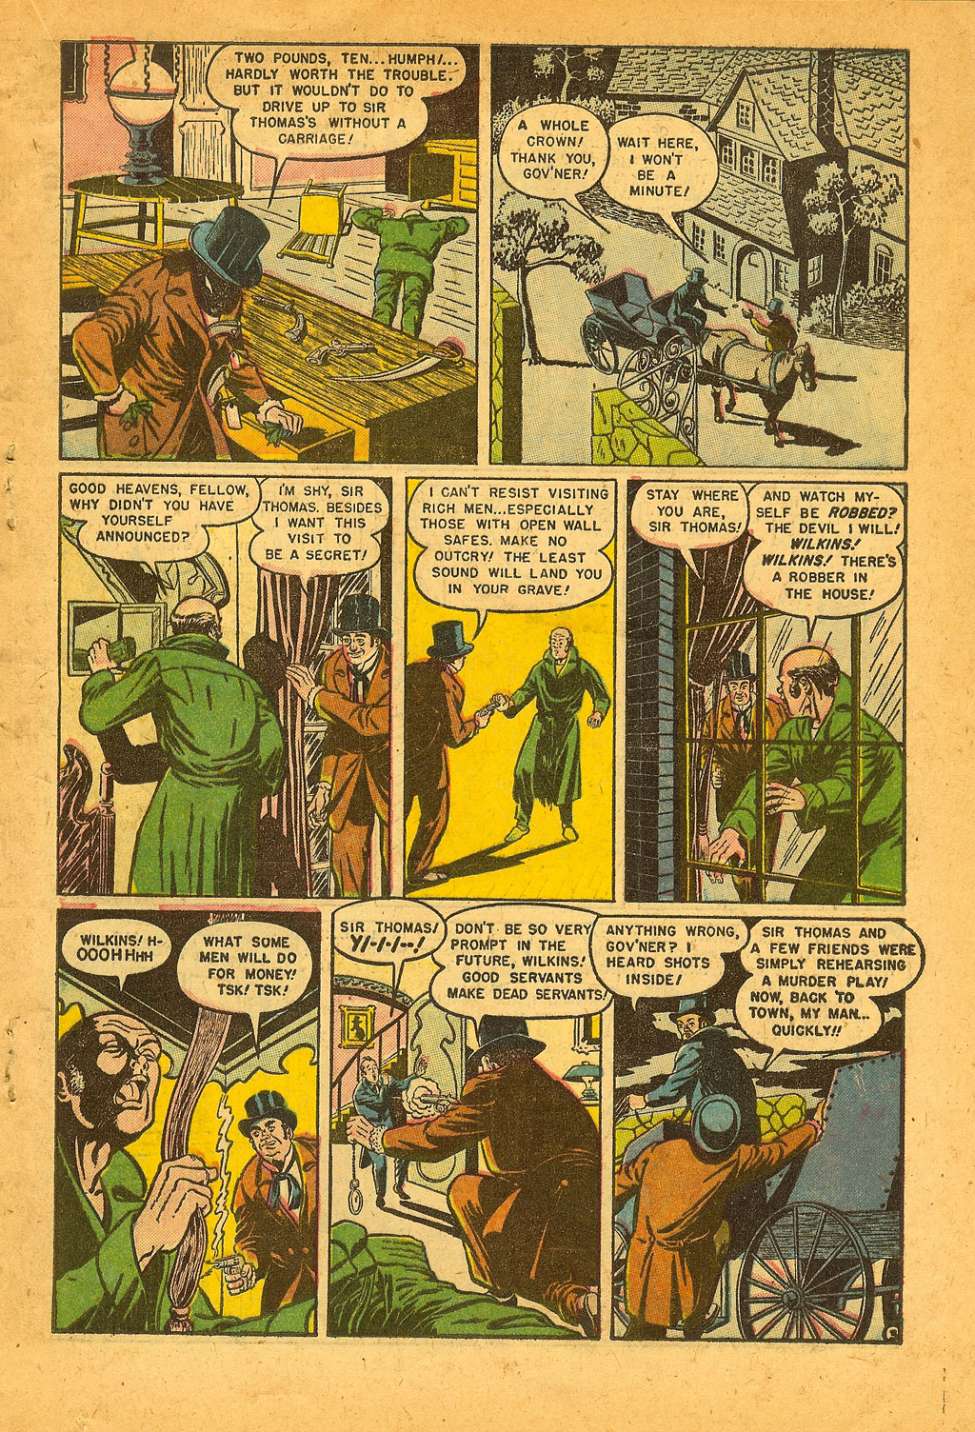 TWO POUNDS, TEN...HUMPH!...
HARDLY WORTH THE TROUBLE.
BUT IT WOULDN'T DO TO
DRIVE UP TO SIR
THOMAS'S WITHOUT A
CARRIAGE!
A WHOLE
CROWN!
THANK YOU,
GOV'NER!
WAIT HERE,
I WON'T
BE A
MINUTE!
GOOD HEAVENS, FELLOW,
WHY DIDN'T YOU HAVE
YOURSELF
ANNOUNCED?
I'M SHY, SIR
THOMAS. BESIDES
I WANT THIS
VISIT TO
BE A SECRET!
I CAN'T RESIST VISITING
RICH MEN...ESPECIALLY
THOSE WITH OPEN WALL
SAFES. MAKE NO
OUTCRY! THE LEAST
SOUND WILL LAND YOU
IN YOUR GRAVE!
STAY WHERE
YOU ARE,
SIR THOMAS!
AND WATCH MY-
SELF BE ROBBED?
THE DEVIL I WILL!
WILKINS!
WILKINS! THERE'S
A ROBBER IN
THE HOUSE!
WILKINS! H-
OOOH HHH
WHAT SOME
MEN WILL DO
FOR MONEY!
TSK! TSK!
SIR THOMAS!
Y/-/-/--!
DON'T BE SO VERY
PROMPT IN THE
FUTURE, WILKINS!
GOOD SERVANTS
MAKE DEAD SERVANTS!
ANYTHING WRONG,
GOV'NER? I
HEARD SHOTS
INSIDE!
SIR THOMAS AND
A FEW FRIENDS WERE
SIMPLY REHEARSING
A MURDER PLAY!
NOW, BACK TO
TOWN, MY MAN...
QUICKLY!!